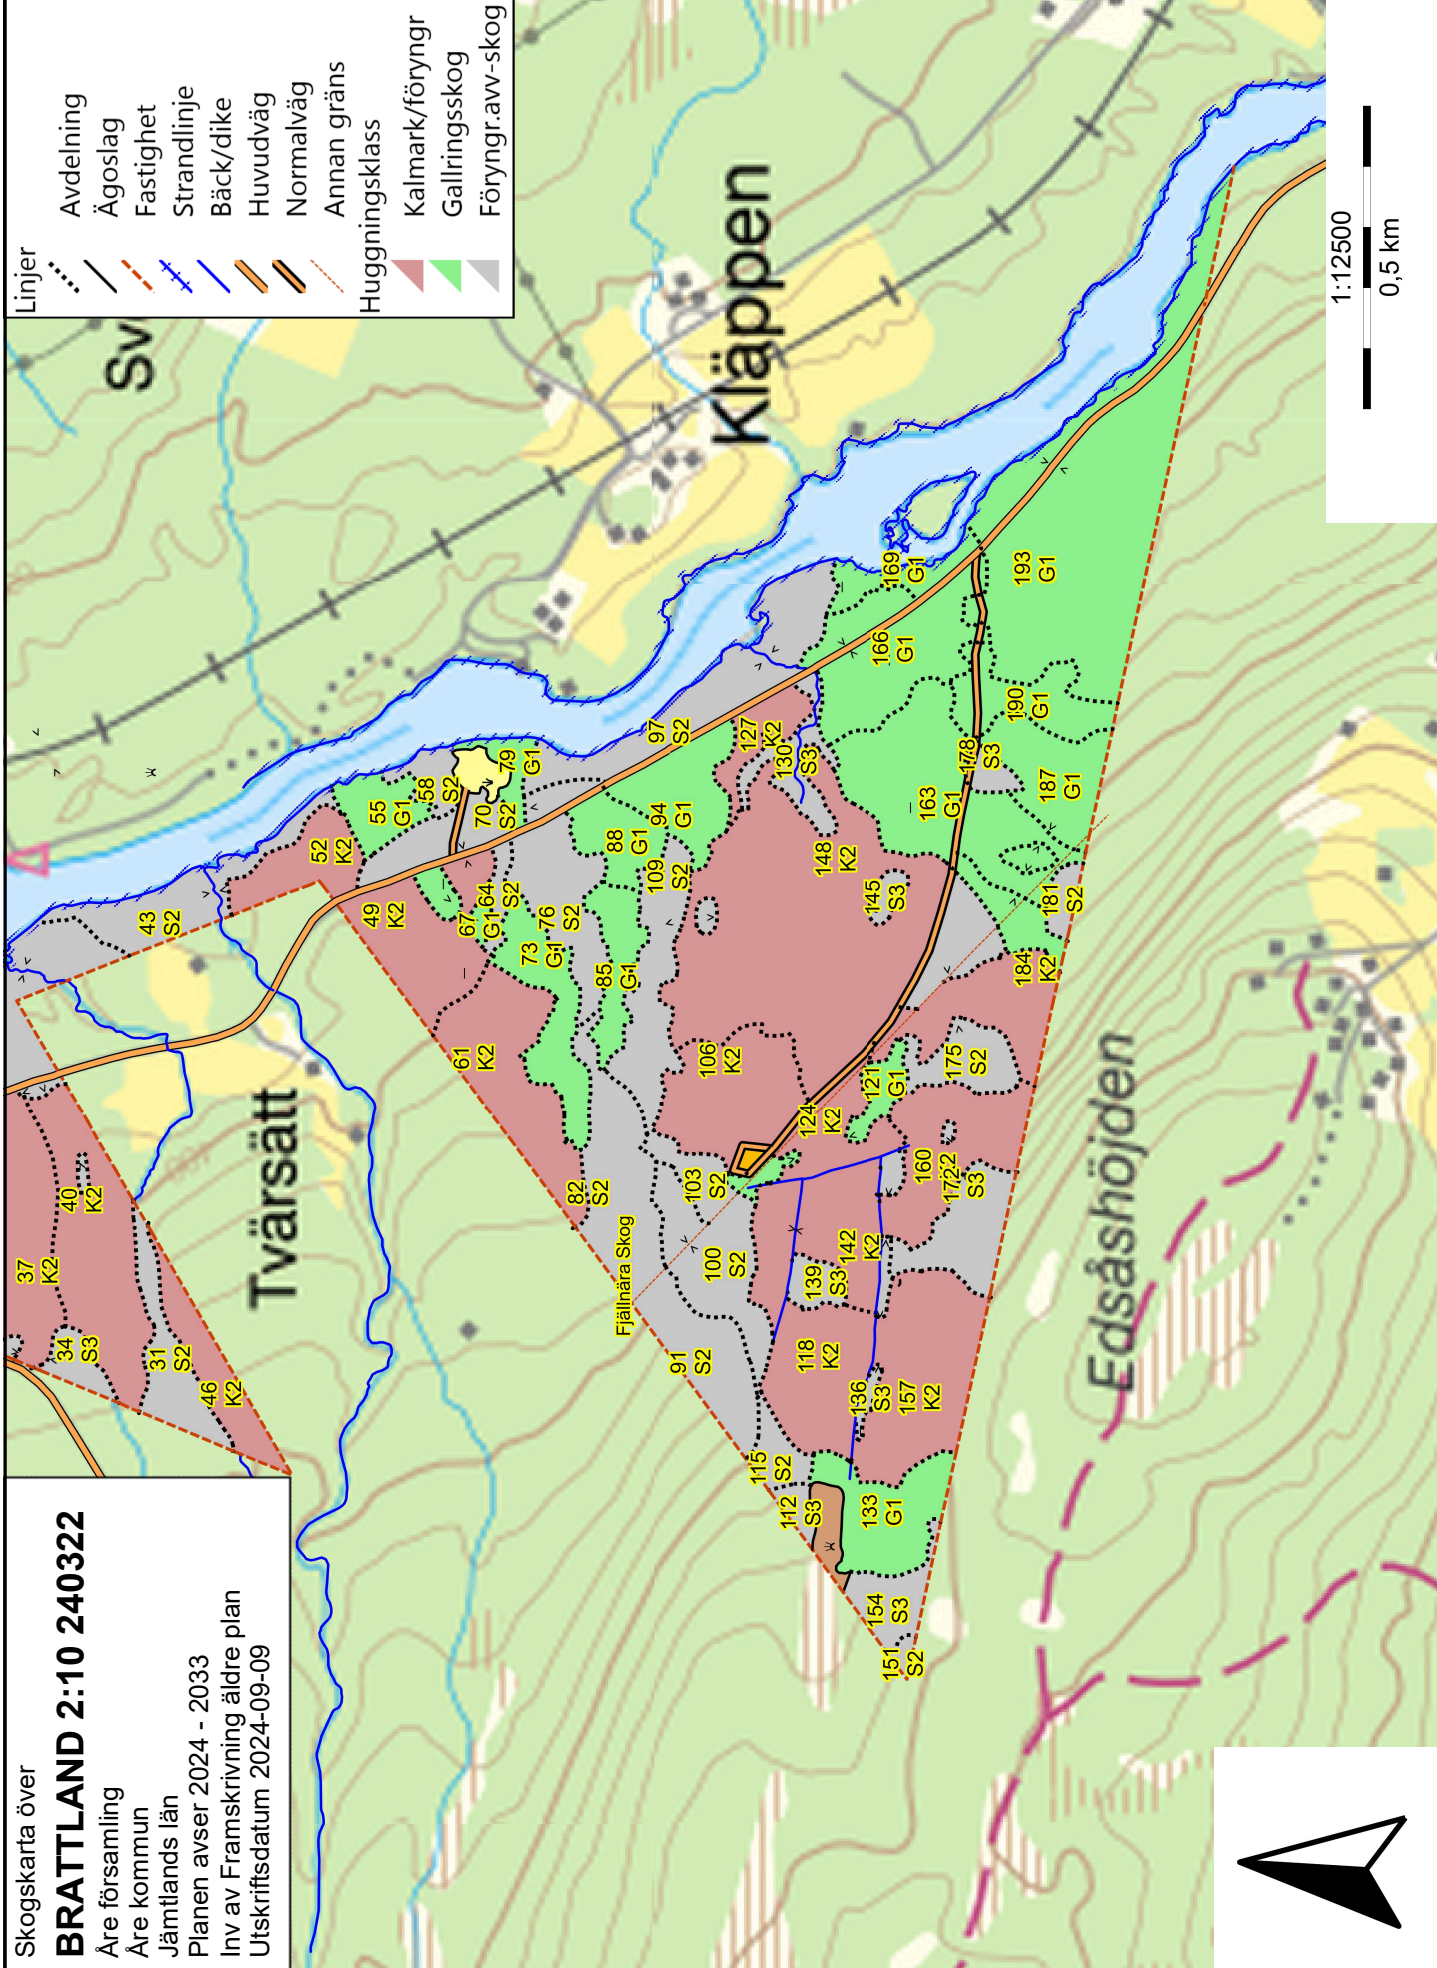 Skogskarta över
BRATTLAND 2:10 240322
Åre församling
Åre kommun
Jämtlands län
Planen avser 2024 - 2033
Inv av Framskrivning äldre plan
Utskriftsdatum 2024-09-09
Linjer
Avdelning
Ägoslag
Fastighet
Strandlinje
Bäck/dike
Huvudväg
Normalväg
Annan gräns
Huggningsklass
Kalmark/föryngr
Gallringsskog
Föryngr.avv-skog
1:12500
0,5 km
Tvärsätt
Kläppen
Edsåshöjden
Fjällnära Skog
Sv
31
S2
34
S3
37
K2
40
K2
43
S2
46
K2
49
K2
52
K2
55
G1
58
S2
61
K2
64
S2
67
G1
70
S2
73
G1
76
S2
79
G1
82
S2
85
G1
88
G1
91
S2
94
G1
97
S2
100
S2
103
S2
106
K2
109
S2
112
S3
115
S2
118
K2
121
G1
124
K2
127
K2
130
S3
133
G1
136
S3
139
S3
142
K2
145
S3
148
K2
151
S2
154
S3
157
K2
160
163
G1
166
G1
169
G1
172
S3
175
S2
178
S3
181
S2
184
K2
187
G1
190
G1
193
G1